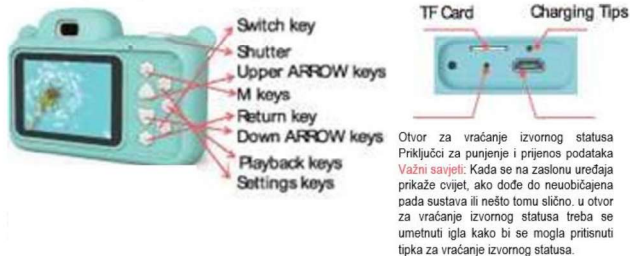 Switch key
Shutter
Upper ARROW keys
M keys
Return key
Down ARROW keys
Playback keys
Settings keys
TF Card
Charging Tips
Otvor za vraćanje izvornog statusa
Priključci za punjenje i prijenos podataka
Važni savjeti: Kada se na zaslonu uređaja
prikaže cvijet, ako dođe do neuobičajena
pada sustava ili nešto tomu slično. u otvor
za vraćanje izvornog statusa treba se
umetnuti igla kako bi se mogla pritisnuti
tipka za vraćanje izvornog statusa.